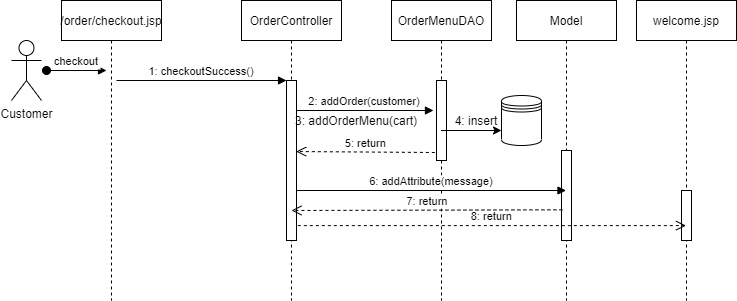 /order/checkout.jsp
OrderController
OrderMenuDAO
Model
welcome.jsp
checkout
Customer
1: checkoutSuccess()
2: addOrder(customer)
3: addOrderMenu(cart)
4: insert
5: return
6: addAttribute(message)
7: return
8: return